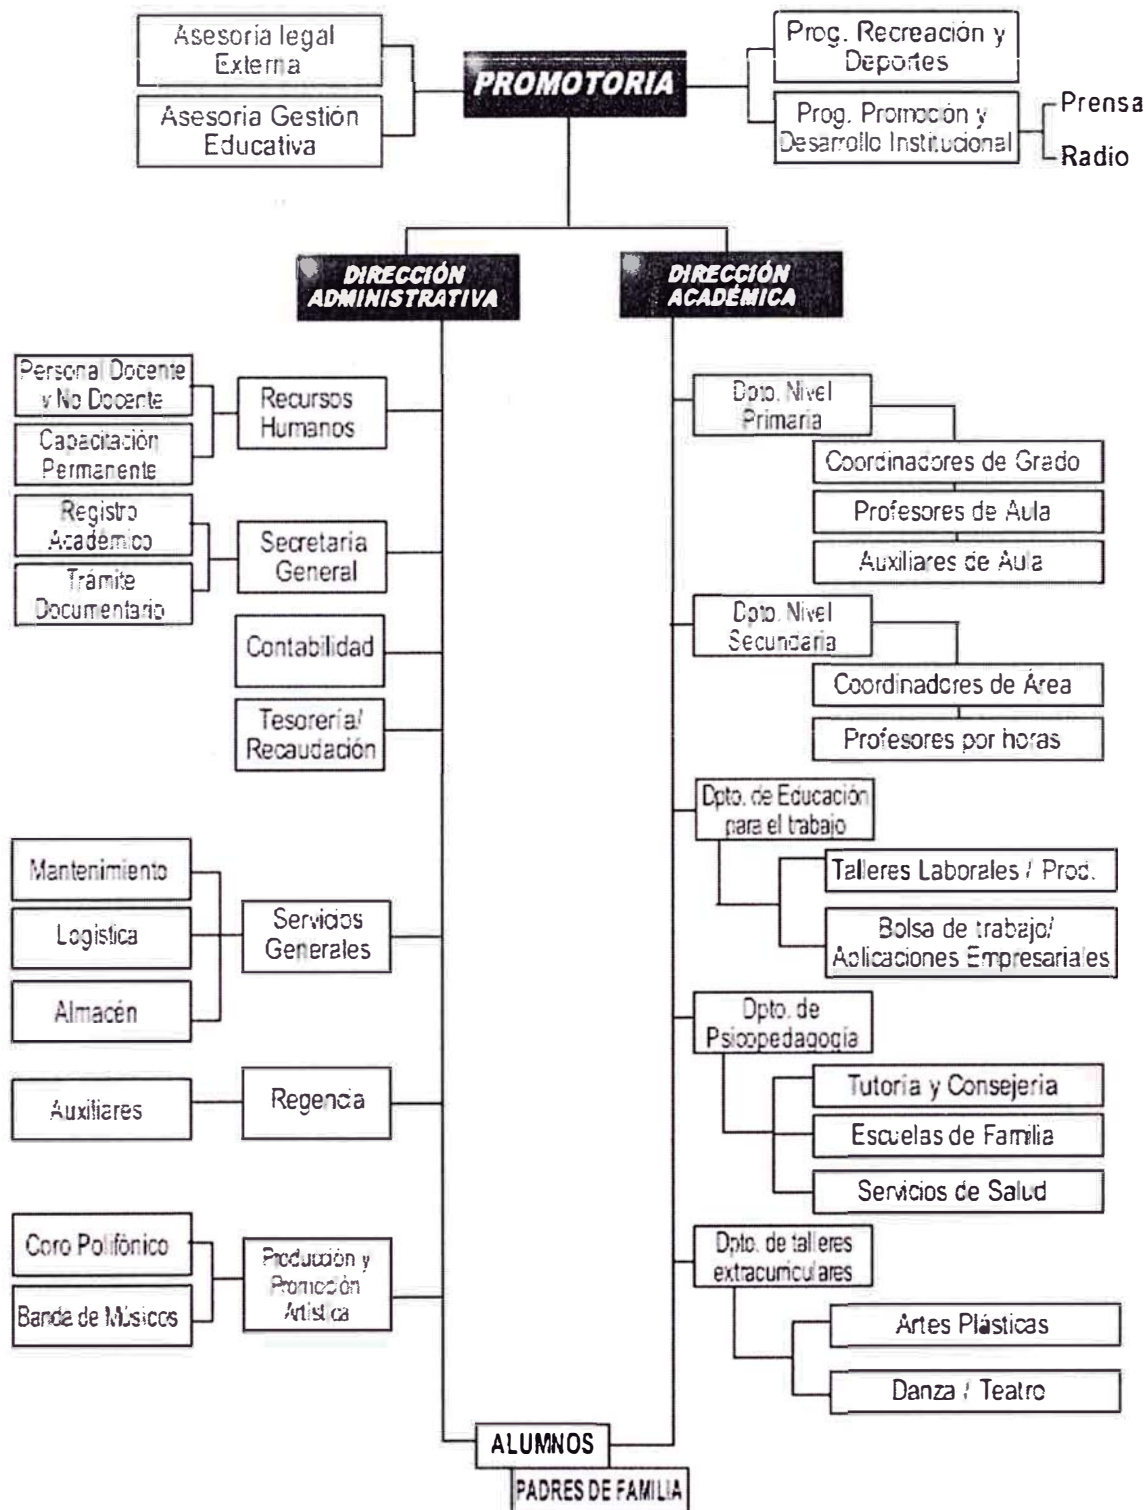 Asesoría legal
Externa
Asesoría Gestión
Educativa
PROMOTORIA
Prog. Recreación y
Deportes
Prog. Promoción y
Desarrollo Institucional
Prensa
Radio
DIRECCIÓN
ADMINISTRATIVA
DIRECCIÓN
ACADÉMICA
Personal Docente
y No Docente
Capacitación
Permanente
Recursos
Humanos
Registro
Académico
Trámite
Documentario
Secretaría
General
Contabilidad
Tesorería/
Recaudación
Mantenimiento
Logística
Almacén
Servicios
Generales
Auxiliares
Regencia
Coro Polifónico
Banda de Músicos
Producción y
Promoción
Artística
Dpto. Nivel
Primaria
Coordinadores de Grado
Profesores de Aula
Auxiliares de Aula
Dpto. Nivel
Secundaria
Coordinadores de Área
Profesores por horas
Dpto. de Educación
para el trabajo
Talleres Laborales / Prod.
Bolsa de trabajo/
Aplicaciones Empresariales
Dpto. de
Psicopedagogía
Tutoría y Consejería
Escuelas de Familia
Servicios de Salud
Dpto. de talleres
extracurriculares
Artes Plásticas
Danza / Teatro
ALUMNOS
PADRES DE FAMILIA